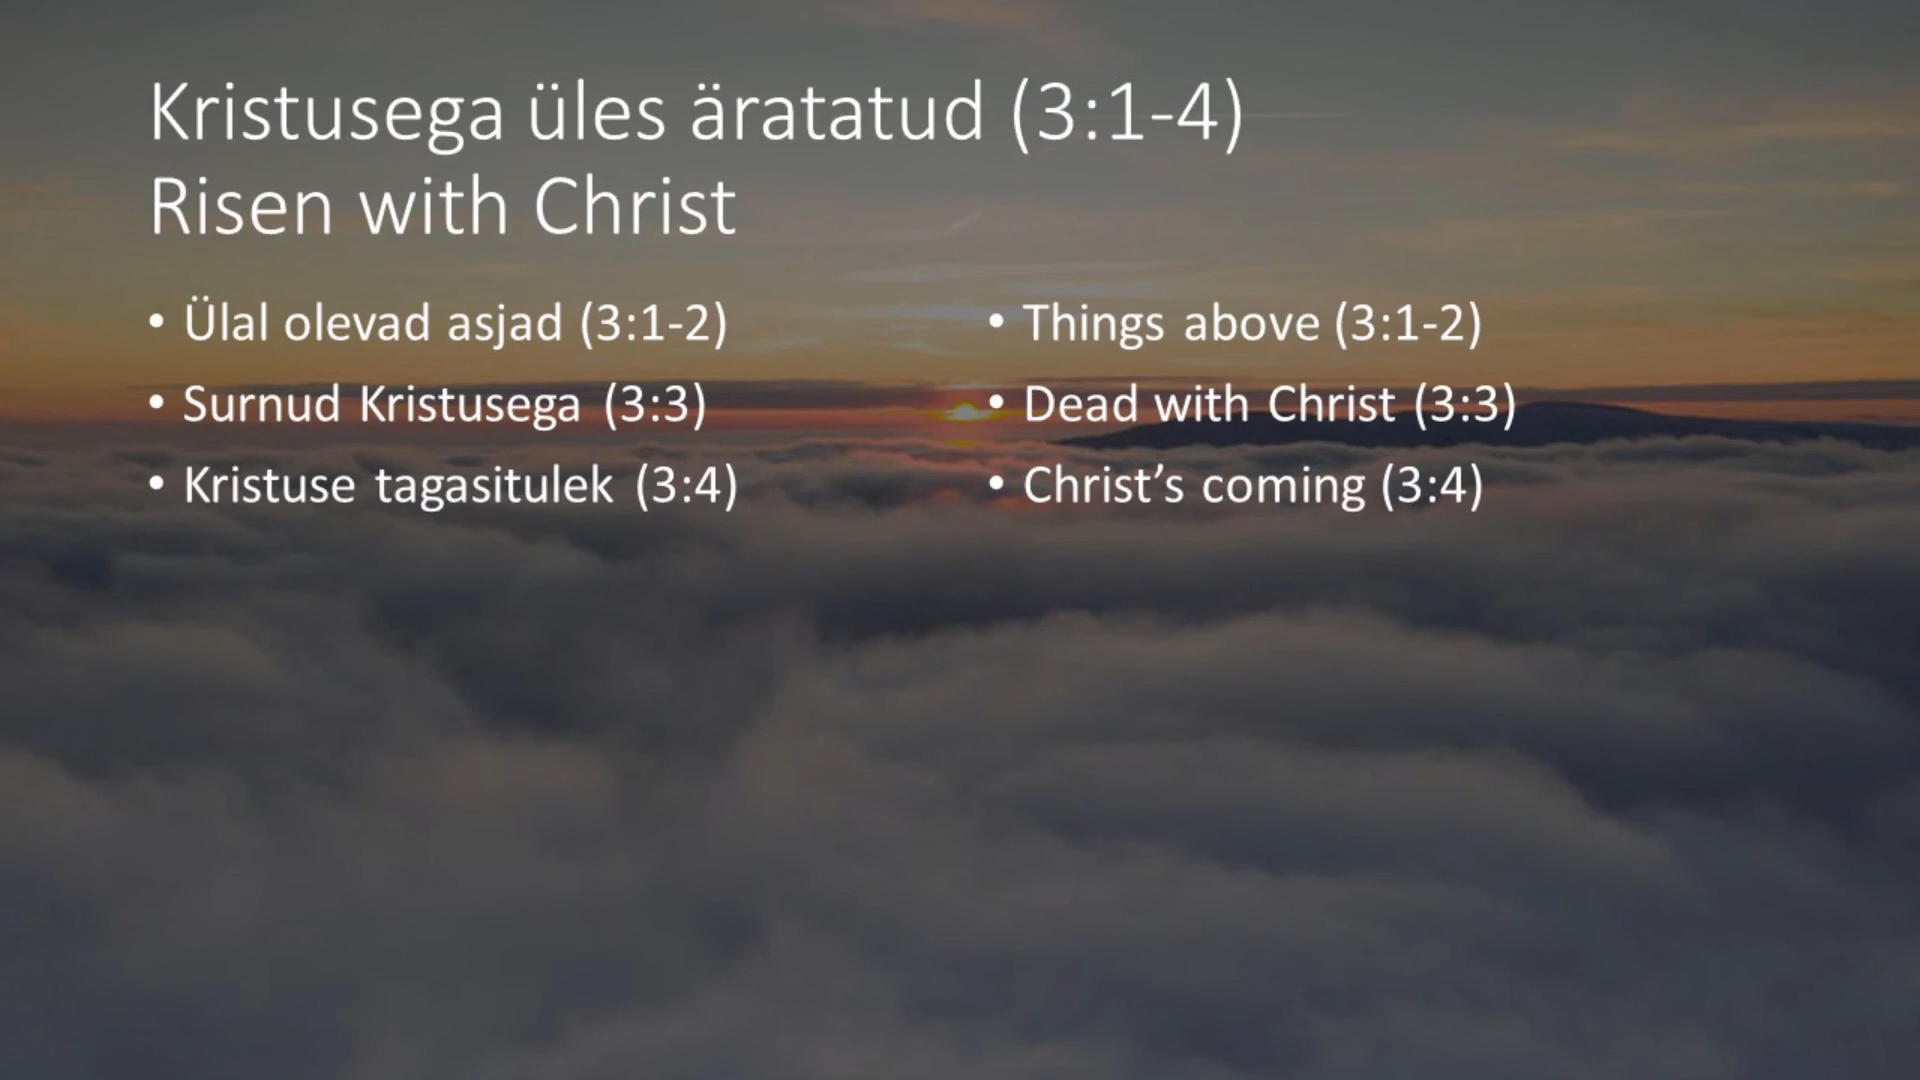 Kristusega üles äratatud (3:1-4)
Risen with Christ
• Ülal olevad asjad (3:1-2)
• Surnud Kristusega (3:3)
• Kristuse tagasitulek (3:4)
• Things above (3:1-2)
• Dead with Christ (3:3)
• Christ’s coming (3:4)